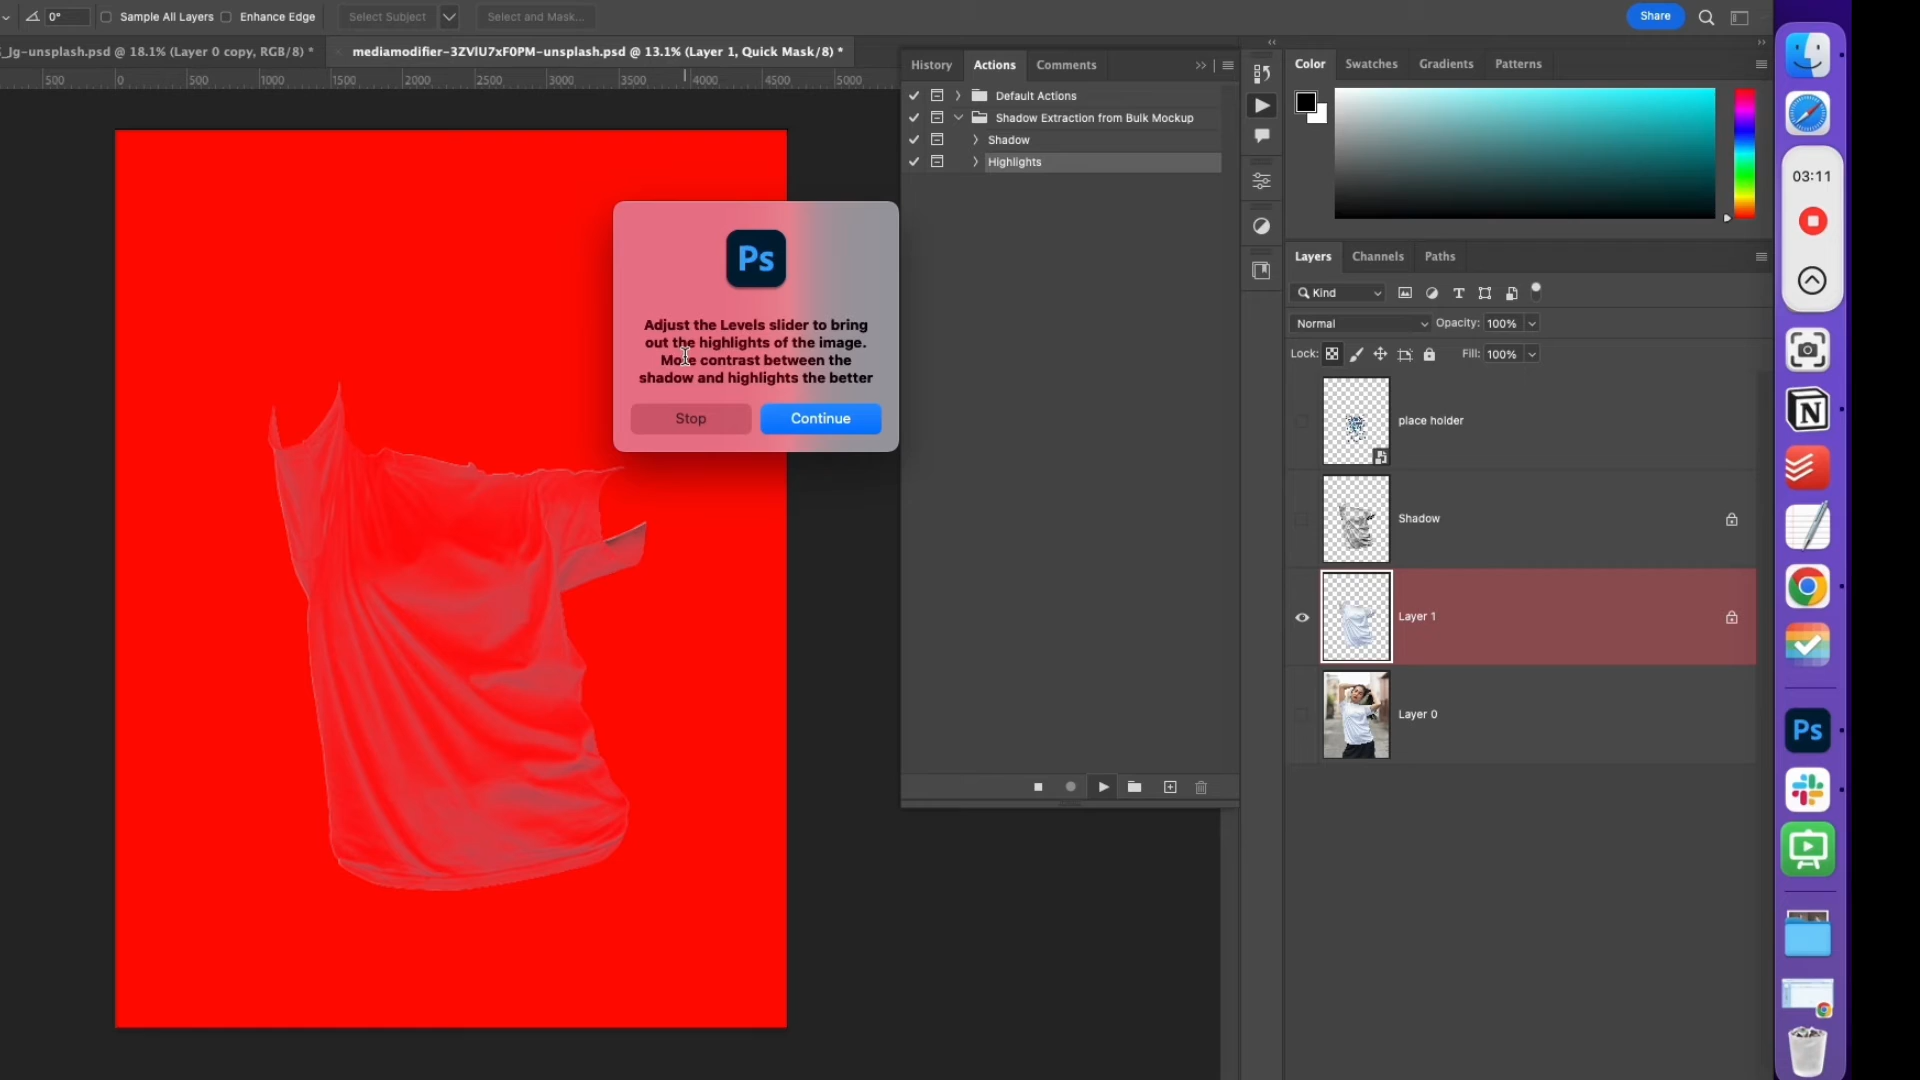 0°
Sample All Layers
Enhance Edge
Select Subject
Select and Mask...
Share
_Jg-unsplash.psd @ 18.1% (Layer 0 copy, RGB/8) *
mediamodifier-3ZVlU7xF0PM-unsplash.psd @ 13.1% (Layer 1, Quick Mask/8) *
500 0 500 1000 1500 2000 2500 3000 3500 4000 4500 5000
History Actions Comments
Default Actions
Shadow Extraction from Bulk Mockup
Shadow
Highlights
Ps
Adjust the Levels slider to bring
out the highlights of the image.
More contrast between the
shadow and highlights the better
Stop Continue
Color Swatches Gradients Patterns
Layers Channels Paths
Kind
Normal Opacity: 100%
Lock: Fill: 100%
place holder
Shadow
Layer 1
Layer 0
03:11
Ps